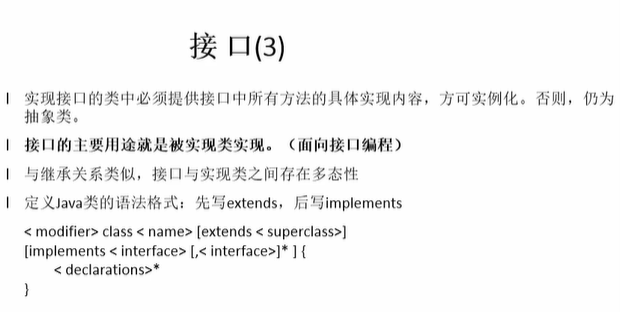 接 口(3)
l 实现接口的类中必须提供接口中所有方法的具体实现内容，方可实例化。否则，仍为
抽象类。
l 接口的主要用途就是被实现类实现。（面向接口编程）
l 与继承关系类似，接口与实现类之间存在多态性
l 定义Java类的语法格式：先写extends，后写implements
< modifier> class < name> [extends < superclass>]
[implements < interface> [,< interface>]* ] {
< declarations>*
}